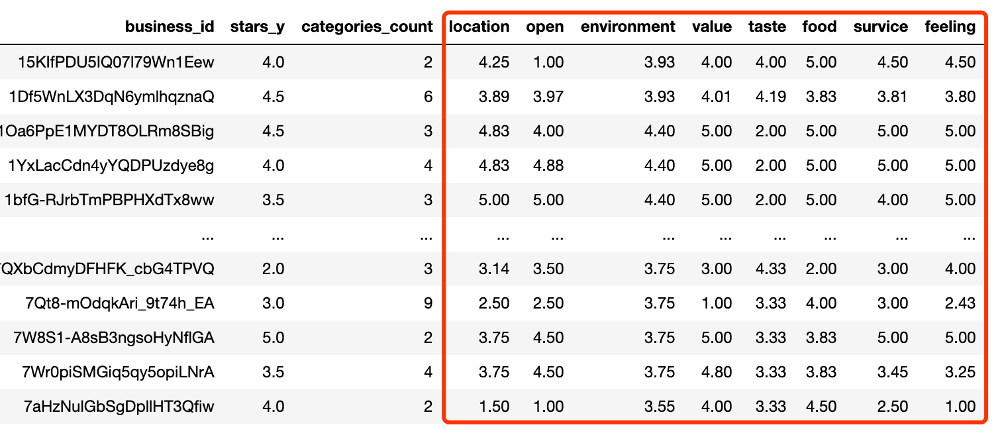 business_id stars_y categories_count location open environment value taste food survice feeling
15KIfPDU5IQ07I79Wn1Eew 4.0 2 4.25 1.00 3.93 4.00 4.00 5.00 4.50 4.50
1Df5WnLX3DqN6ymIhqznaQ 4.5 6 3.89 3.97 3.93 4.01 4.19 3.83 3.81 3.80
1Oa6PpE1MYDT8OLRm8SBig 4.5 3 4.83 4.00 4.40 5.00 2.00 5.00 5.00 5.00
1YxLacCdn4yYQDPUzdye8g 4.0 4 4.83 4.88 4.40 5.00 2.00 5.00 5.00 5.00
1bfG-RJrbTmPBPHXdTx8ww 3.5 3 5.00 5.00 4.40 5.00 2.00 5.00 4.00 5.00
... ... ... ... ... ... ... ... ... ... ...
QXbCdmyDFHFK_cbG4TPVQ 2.0 3 3.14 3.50 3.75 3.00 4.33 2.00 3.00 4.00
7Qt8-mOdqkAri_9t74h_EA 3.0 9 2.50 2.50 3.75 1.00 3.33 4.00 3.00 2.43
7W8S1-A8sB3ngsoHyNflGA 5.0 2 3.75 4.50 3.75 5.00 3.33 3.83 5.00 5.00
7Wr0piSMGiq5qy5opiLNrA 3.5 4 3.75 4.50 3.75 4.80 3.33 3.83 3.45 3.25
7aHzNulGbSgDpllHT3Qfiw 4.0 2 1.50 1.00 3.55 4.00 3.33 4.50 2.50 1.00